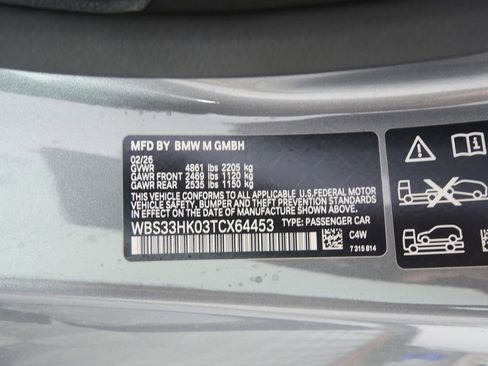 MFD BY BMW M GMBH
02/26
GVWR 4861 lbs 2205 kg
GAWR FRONT 2469 lbs 1120 kg
GAWR REAR 2535 lbs 1150 kg
THIS VEHICLE CONFORMS TO ALL APPLICABLE U.S. FEDERAL MOTOR
VEHICLE SAFETY, BUMPER AND THEFT PREVENTION STANDARDS IN
EFFECT ON THE DATE OF MANUFACTURE SHOWN ABOVE.
WBS33HK03TCX64453 TYPE: PASSENGER CAR
C4W
7 315 814